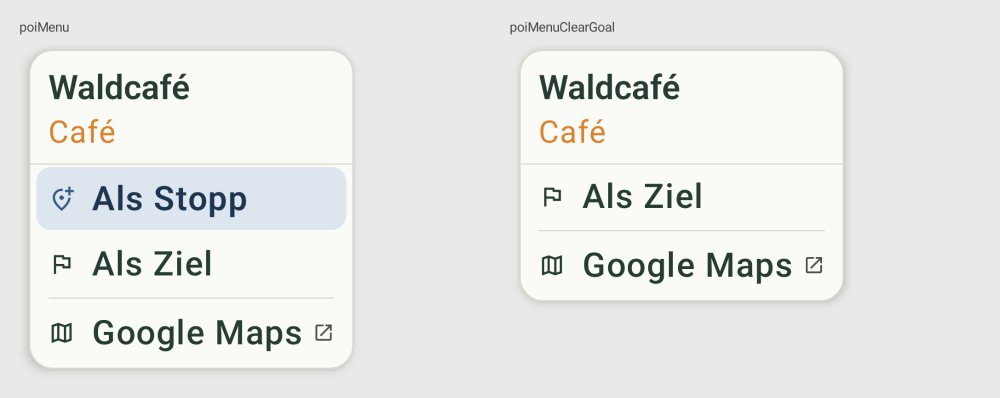 poiMenu
Waldcafé
Café
Als Stopp
Als Ziel
Google Maps
poiMenuClearGoal
Waldcafé
Café
Als Ziel
Google Maps